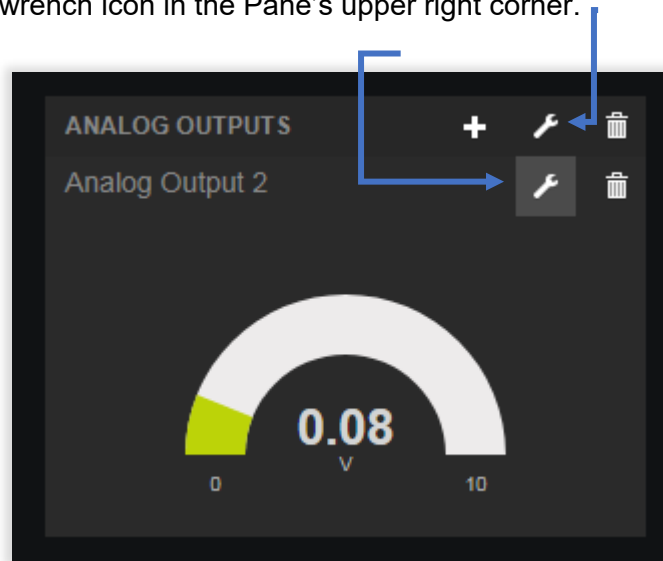 wrench icon in the Pane's upper right corner.
ANALOG OUTPUTS
Analog Output 2
0.08
V
0
10